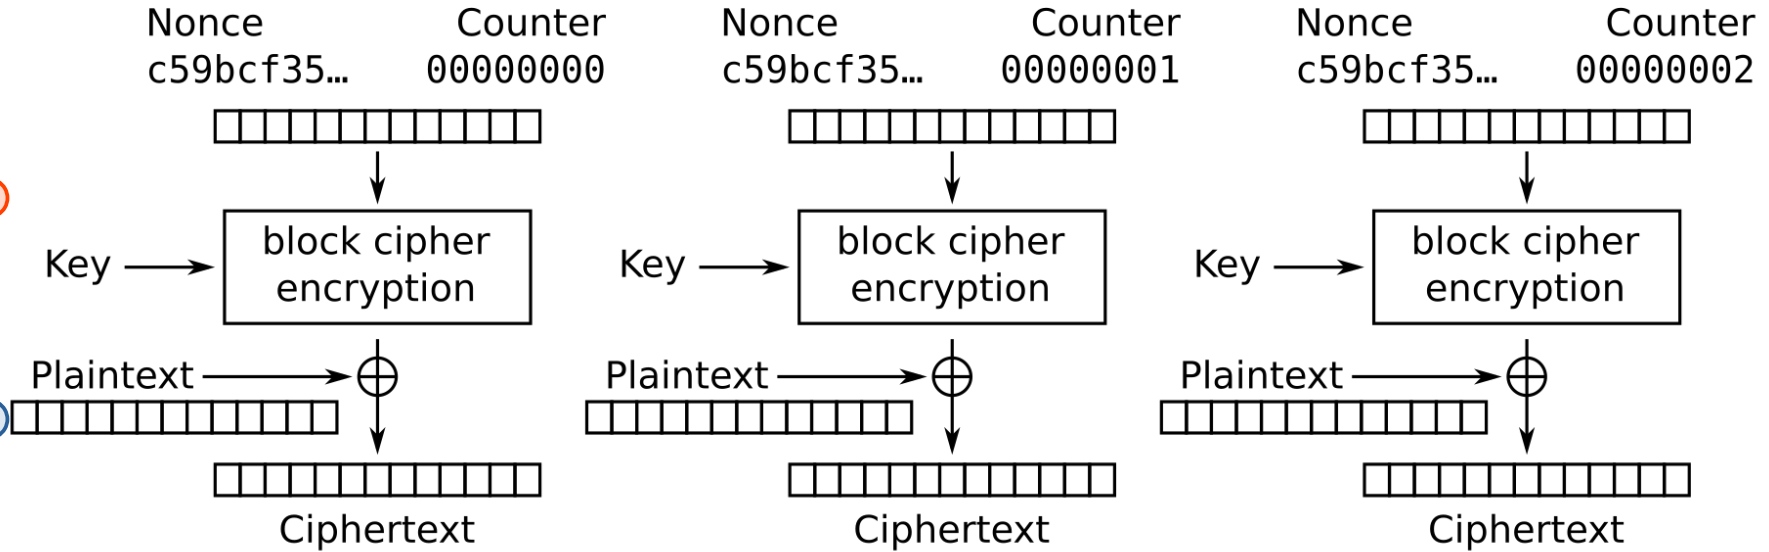 Nonce Counter Nonce Counter Nonce Counter
c59bcf35… 00000000 c59bcf35… 00000001 c59bcf35… 00000002
block cipher block cipher block cipher
Key Key Key
encryption encryption encryption
Plaintext Plaintext Plaintext
Ciphertext Ciphertext Ciphertext